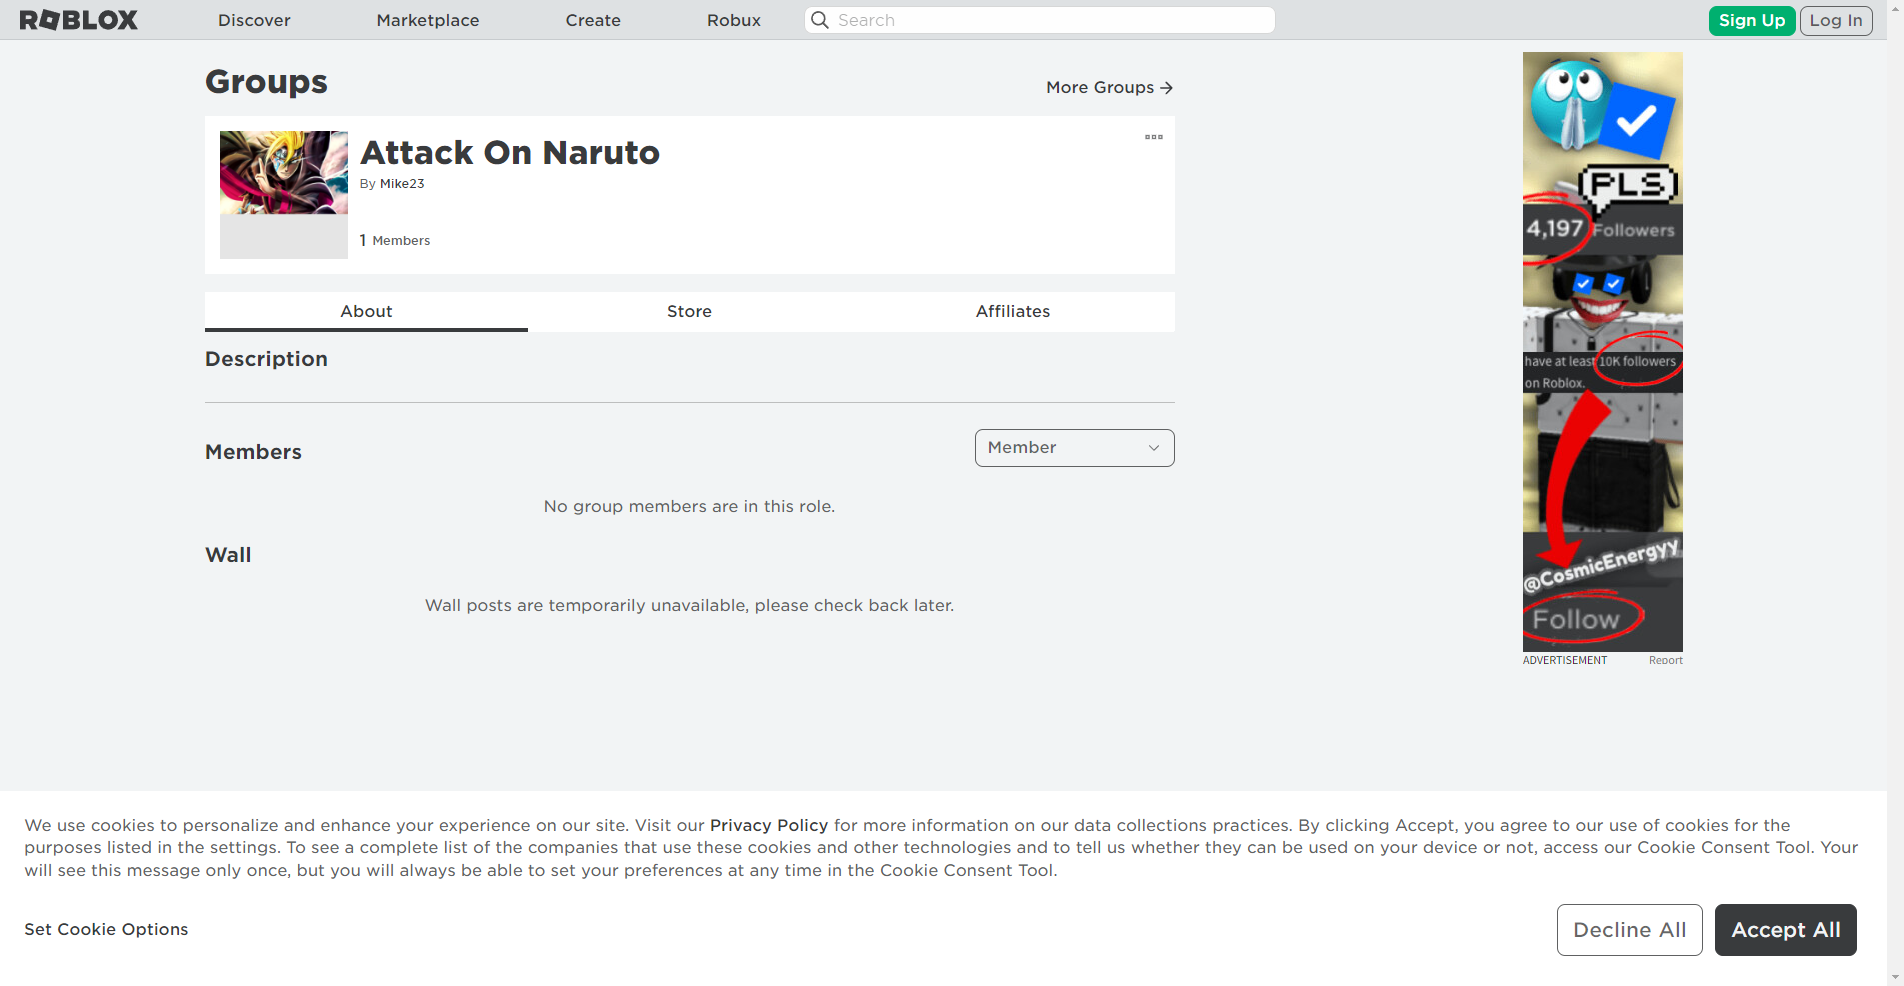 ROBLOX
Discover
Marketplace
Create
Robux
Search
Sign Up
Log In
Groups
More Groups →
Attack On Naruto
By Mike23
1 Members
About
Store
Affiliates
Description
Members
Member
No group members are in this role.
Wall
Wall posts are temporarily unavailable, please check back later.
PLS
4,197 Followers
have at least 10K followers
on Roblox.
@CosmicEnergyy
Follow
ADVERTISEMENT
Report
We use cookies to personalize and enhance your experience on our site. Visit our Privacy Policy for more information on our data collections practices. By clicking Accept, you agree to our use of cookies for the
purposes listed in the settings. To see a complete list of the companies that use these cookies and other technologies and to tell us whether they can be used on your device or not, access our Cookie Consent Tool. Your
will see this message only once, but you will always be able to set your preferences at any time in the Cookie Consent Tool.
Set Cookie Options
Decline All
Accept All